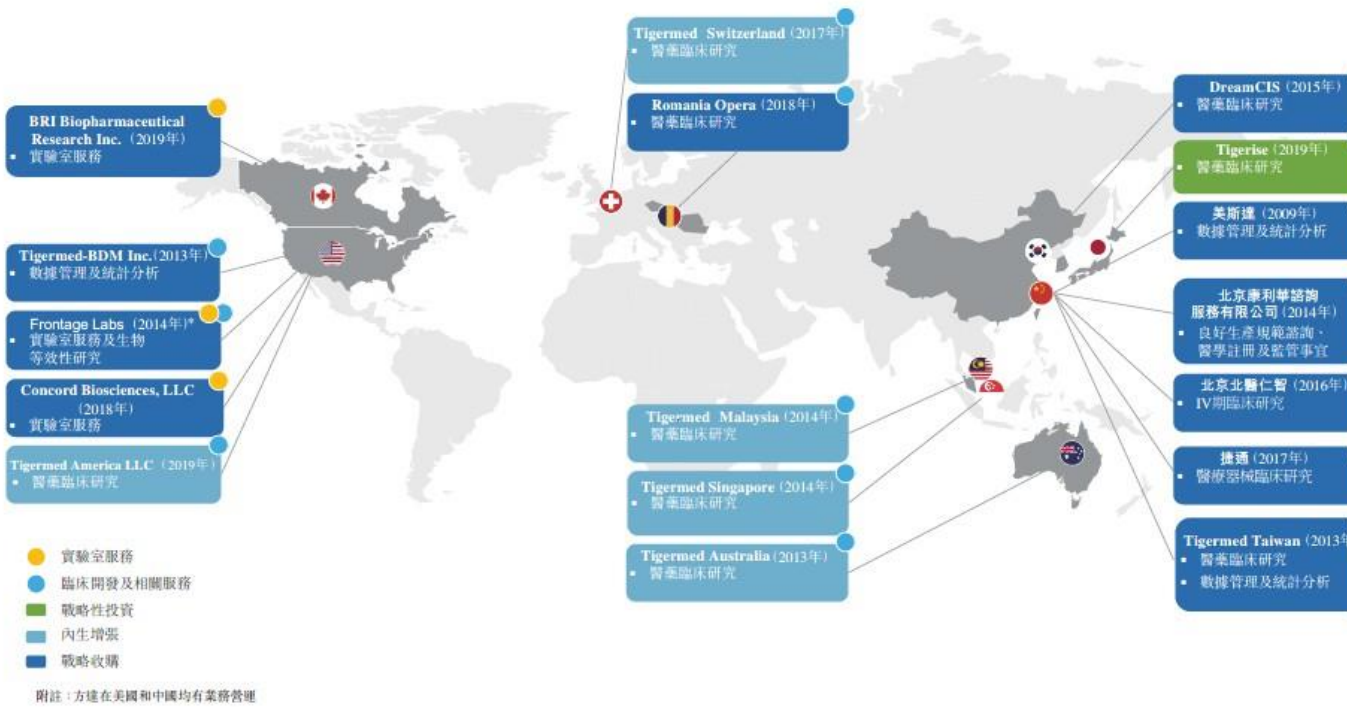 Tigermed Switzerland (2017年)
▪ 醫藥臨床研究
Romania Opera (2018年)
▪ 醫藥臨床研究
BRI Biopharmaceutical
Research Inc. (2019年)
▪ 實驗室服務
Tigermed-BDM Inc.(2013年)
▪ 數據管理及統計分析
Frontage Labs (2014年)*
▪ 實驗室服務及生物
等效性研究
Concord Biosciences, LLC
(2018年)
▪ 實驗室服務
Tigermed America LLC (2019年)
▪ 醫藥臨床研究
Tigermed Malaysia (2014年)
▪ 醫藥臨床研究
Tigermed Singapore (2014年)
▪ 醫藥臨床研究
Tigermed Australia (2013年)
▪ 醫藥臨床研究
DreamCIS (2015年)
▪ 醫藥臨床研究
Tigerise (2019年)
▪ 醫藥臨床研究
美斯達 (2009年)
▪ 數據管理及統計分析
北京康利華諮詢
服務有限公司 (2014年)
▪ 良好生產規範諮詢、
醫學註冊及監管事宜
北京北醫仁智 (2016年)
▪ IV期臨床研究
捷通 (2017年)
▪ 醫療器械臨床研究
Tigermed Taiwan (2013年
▪ 醫藥臨床研究
▪ 數據管理及統計分析
實驗室服務
臨床開發及相關服務
戰略性投資
內生增張
戰略收購
附註：方達在美國和中國均有業務營運